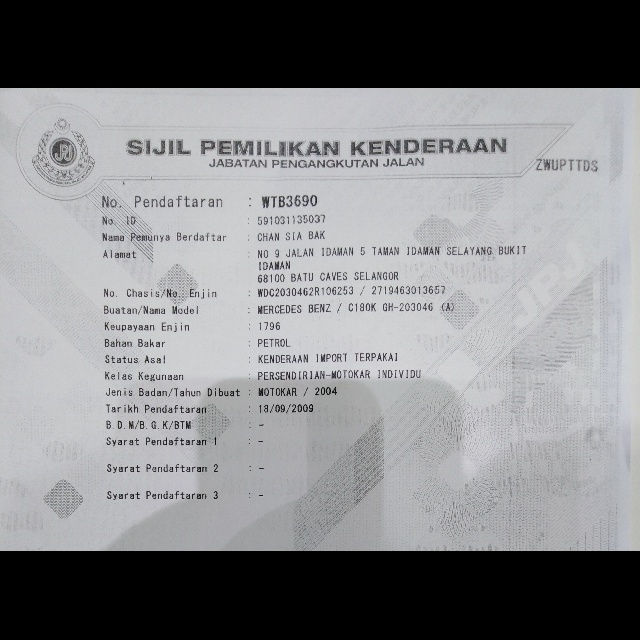 SIJIL PEMILIKAN KENDERAAN
JABATAN PENGANGKUTAN JALAN
ZWUPTTDS
No. Pendaftaran : WTB3690
No. ID : 591031135037
Nama Pemunya Berdaftar : CHAN SIA BAK
Alamat : NO 9 JALAN IDAMAN 5 TAMAN IDAMAN SELAYANG BUKIT
IDAMAN
68100 BATU CAVES SELANGOR
No. Chasis/No. Enjin : WDC2030462R106253 / 2719463013657
Buatan/Nama Model : MERCEDES BENZ / C180K GH-203046 (A)
Keupayaan Enjin : 1796
Bahan Bakar : PETROL
Status Asal : KENDERAAN IMPORT TERPAKAI
Kelas Kegunaan : PERSENDIRIAN-MOTOKAR INDIVIDU
Jenis Badan/Tahun Dibuat : MOTOKAR / 2004
Tarikh Pendaftaran : 18/09/2009
B.D.M/B.G.K/BTM : -
Syarat Pendaftaran 1 : -
Syarat Pendaftaran 2 : -
Syarat Pendaftaran 3 : -
JPJ